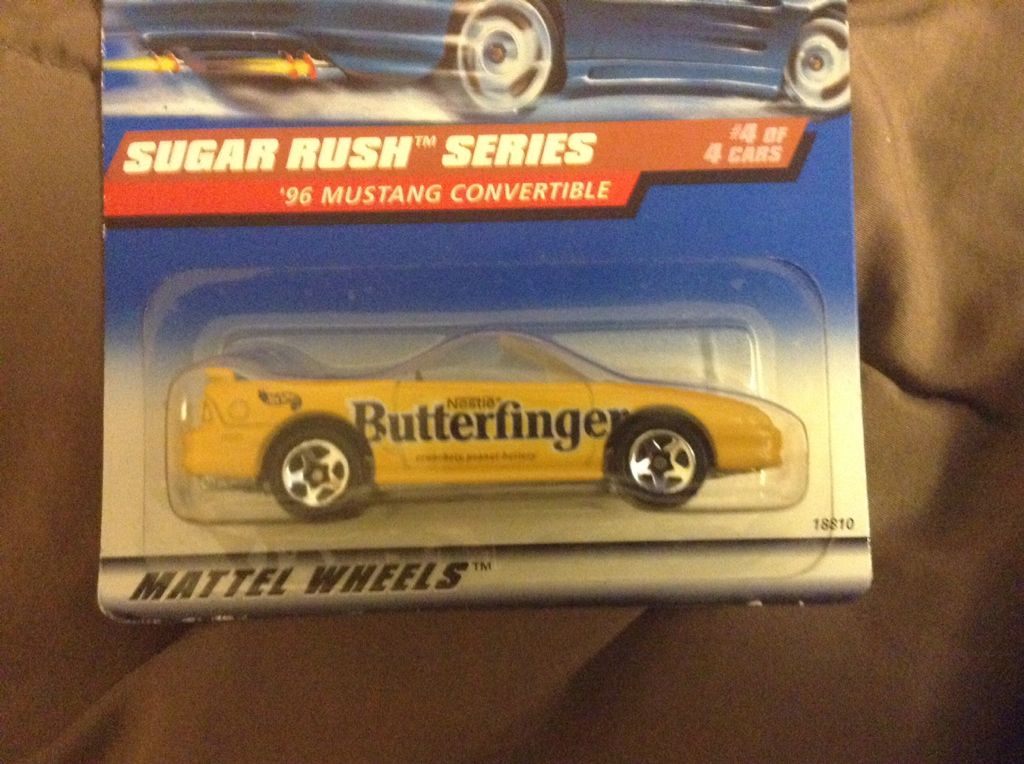 SUGAR RUSH™ SERIES
#4 OF
4 CARS
'96 MUSTANG CONVERTIBLE
Nestlé®
Butterfinger
18810
MATTEL WHEELS™